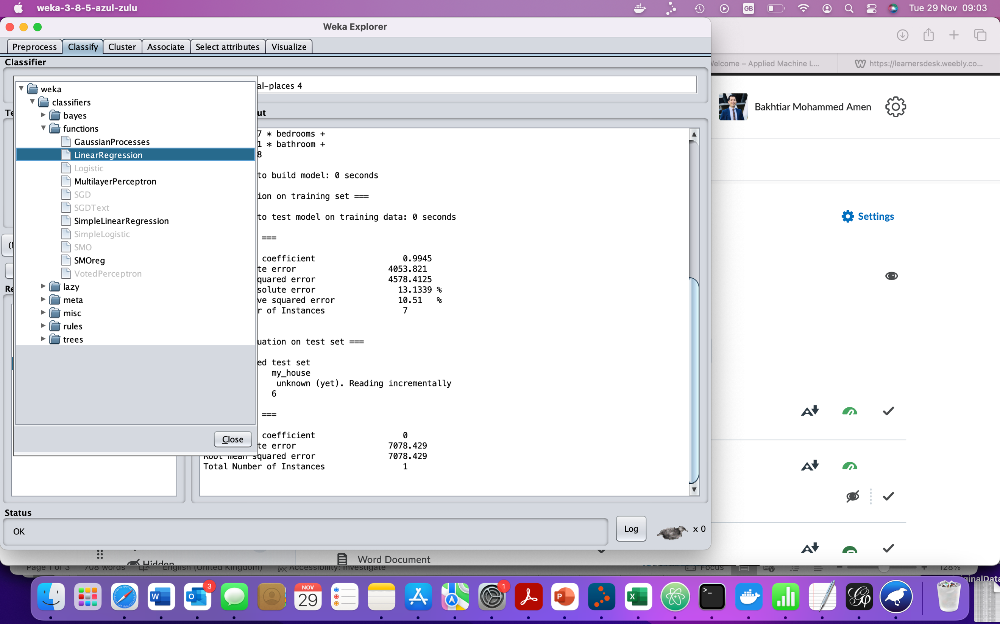 weka-3-8-5-azul-zulu
GB
Tue 29 Nov 09:03
Weka Explorer
Preprocess
Classify
Cluster
Associate
Select attributes
Visualize
Classifier
al-places 4
weka
classifiers
bayes
functions
GaussianProcesses
LinearRegression
Logistic
MultilayerPerceptron
SGD
SGDText
SimpleLinearRegression
SimpleLogistic
SMO
SMOreg
VotedPerceptron
lazy
meta
misc
rules
trees
Close
Te
(
Re
ut
7 * bedrooms +
1 * bathroom +
8
to build model: 0 seconds
ion on training set ===
to test model on training data: 0 seconds
===
coefficient 0.9945
te error 4053.821
quared error 4578.4125
solute error 13.1339 %
ve squared error 10.51 %
r of Instances 7
uation on test set ===
ed test set
my_house
unknown (yet). Reading incrementally
6
===
coefficient 0
te error 7078.429
Root mean squared error 7078.429
Total Number of Instances 1
Status
OK
Log
x 0
Welcome – Applied Machine L...
W https://learnersdesk.weebly.co...
Bakhtiar Mohammed Amen
Settings
Hidden
Word Document
Page 1 of 3
708 words
English (United Kingdom)
Accessibility: Investigate
Focus
128%
ginalData
W
O
3
NOV
29
1
P
X
>_